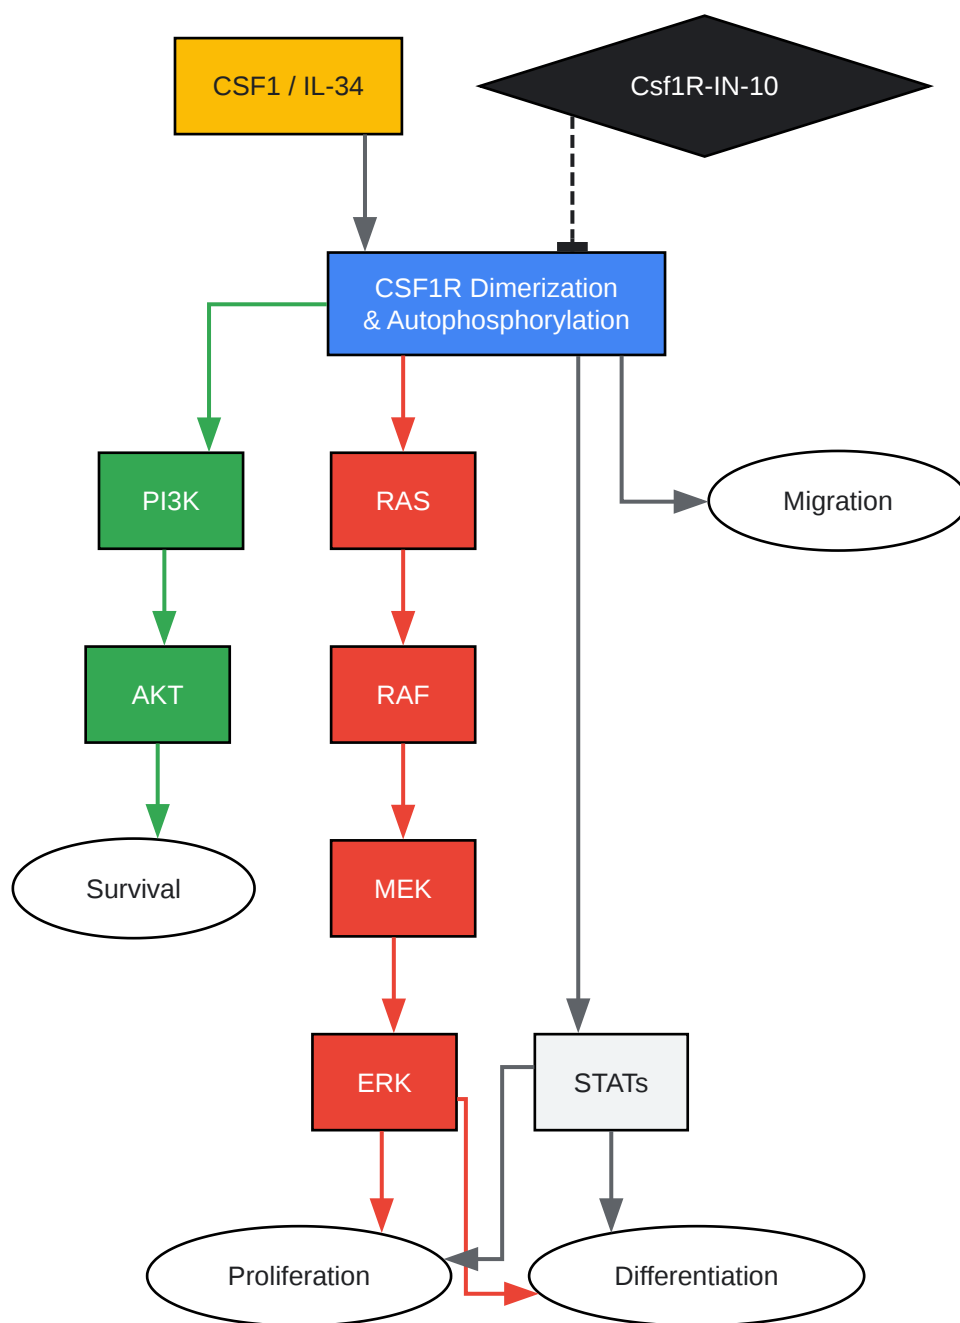 CSF1 / IL-34
Csf1R-IN-10
CSF1R Dimerization
& Autophosphorylation
PI3K
RAS
Migration
AKT
RAF
Survival
MEK
ERK
STATs
Proliferation
Differentiation